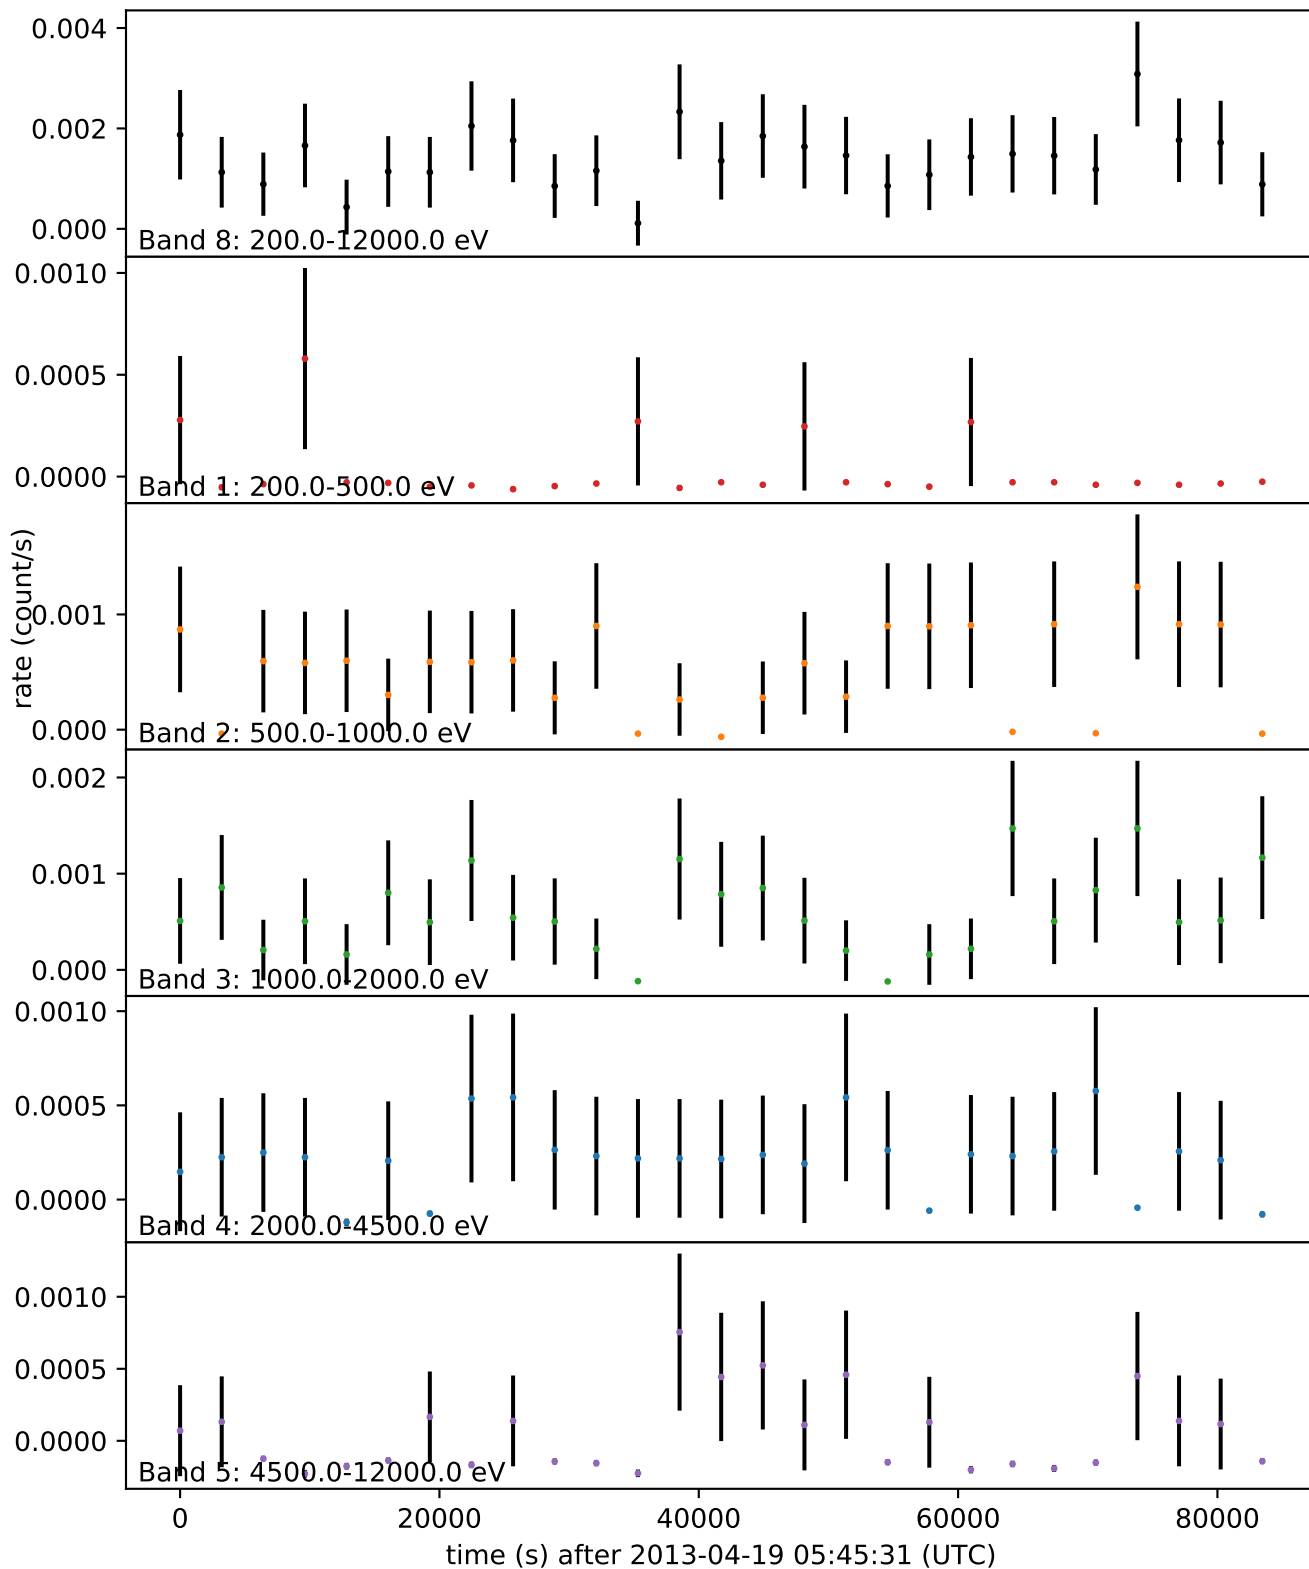 0.004
0.002
0.000
Band 8: 200.0-12000.0 eV
0.0010
0.0005
0.0000
Band 1: 200.0-500.0 eV
rate (count/s)
0.001
0.000
Band 2: 500.0-1000.0 eV
0.002
0.001
0.000
Band 3: 1000.0-2000.0 eV
0.0010
0.0005
0.0000
Band 4: 2000.0-4500.0 eV
0.0010
0.0005
0.0000
Band 5: 4500.0-12000.0 eV
0 20000 40000 60000 80000
time (s) after 2013-04-19 05:45:31 (UTC)